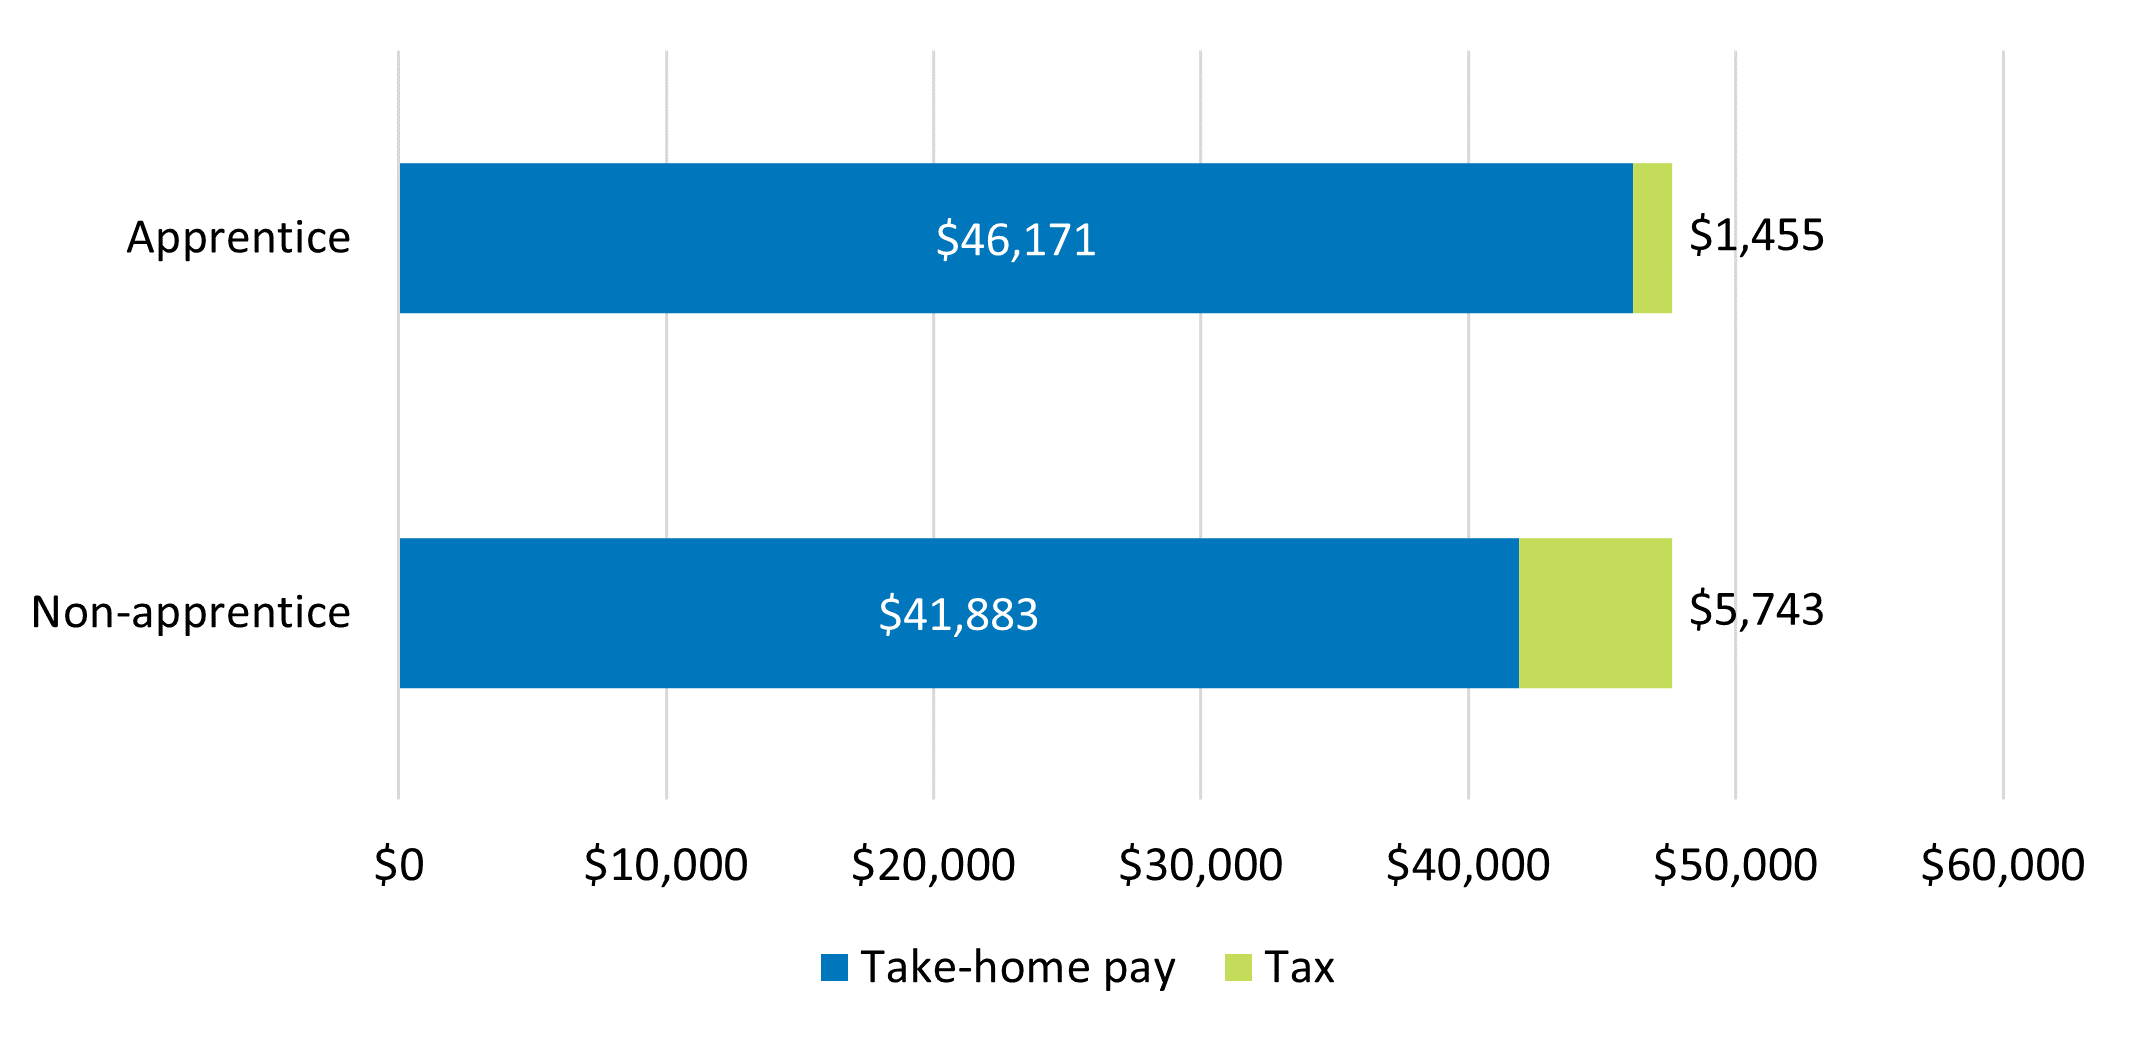 Apprentice
$46,171
$1,455
Non-apprentice
$41,883
$5,743
$0 $10,000 $20,000 $30,000 $40,000 $50,000 $60,000
Take-home pay Tax